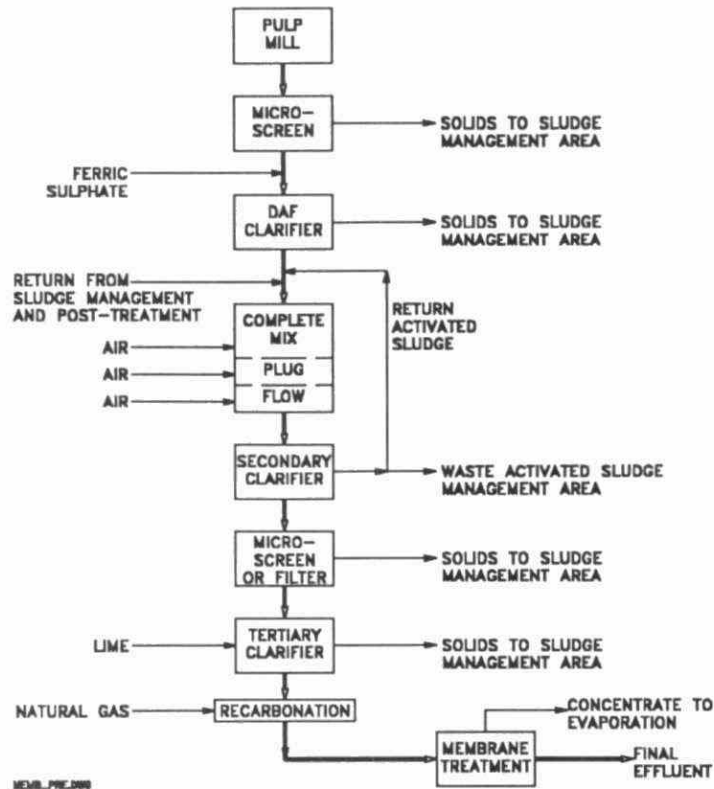 PULP
MILL
MICRO-
SCREEN
SOLIDS TO SLUDGE
MANAGEMENT AREA
FERRIC
SULPHATE
DAF
CLARIFIER
SOLIDS TO SLUDGE
MANAGEMENT AREA
RETURN FROM
SLUDGE MANAGEMENT
AND POST-TREATMENT
RETURN
ACTIVATED
SLUDGE
COMPLETE
MIX
AIR
AIR
PLUG
AIR
FLOW
SECONDARY
CLARIFIER
WASTE ACTIVATED SLUDGE
MANAGEMENT AREA
MICRO-
SCREEN
OR FILTER
SOLIDS TO SLUDGE
MANAGEMENT AREA
LIME
TERTIARY
CLARIFIER
SOLIDS TO SLUDGE
MANAGEMENT AREA
NATURAL GAS
RECARBONATION
CONCENTRATE TO
EVAPORATION
MEMBRANE
TREATMENT
FINAL
EFFLUENT